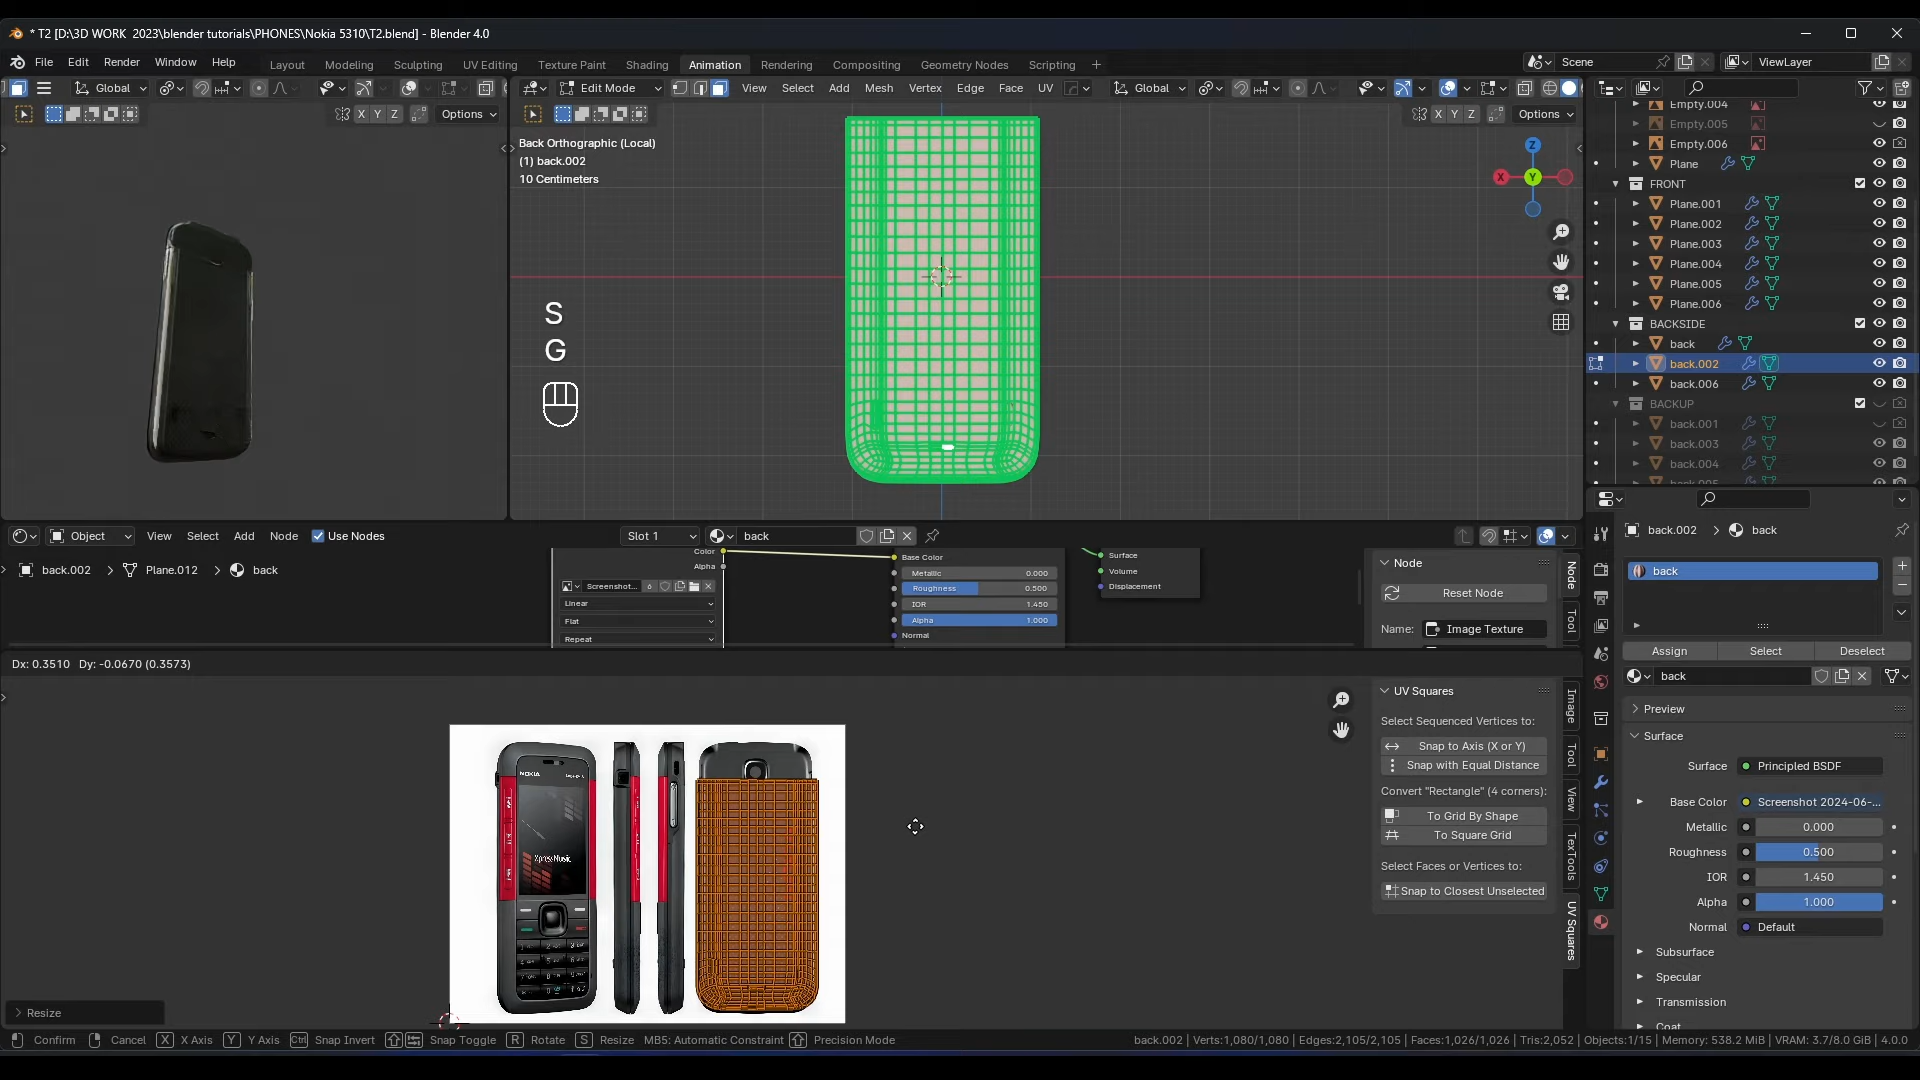 * T2 [D:\3D WORK  2023\blender tutorials\PHONES\Nokia 5310\T2.blend] - Blender 4.0
File Edit Render Window Help Layout Modeling Sculpting UV Editing Texture Paint Shading Animation Rendering Compositing Geometry Nodes Scripting + Scene ViewLayer
Global Edit Mode View Select Add Mesh Vertex Edge Face UV Global
X Y Z Options X Y Z Options
Back Orthographic (Local)
(1) back.002
10 Centimeters
Z
X Y
S
G
Empty.004
Empty.005
Empty.006
Plane
FRONT
Plane.001
Plane.002
Plane.003
Plane.004
Plane.005
Plane.006
BACKSIDE
back
back.002
back.006
BACKUP
back.001
back.003
back.004
back.005
Object View Select Add Node Use Nodes Slot 1 back
back.002 > Plane.012 > back
Color
Alpha
Screenshot... 6
Linear
Flat
Repeat
Base Color
Metallic 0.000
Roughness 0.500
IOR 1.450
Alpha 1.000
Normal
Surface
Volume
Displacement
Node
Reset Node
Name: Image Texture
Node
Tool
Dx: 0.3510   Dy: -0.0670 (0.3573)
NOKIA
XpressMusic
UV Squares
Select Sequenced Vertices to:
Snap to Axis (X or Y)
Snap with Equal Distance
Convert "Rectangle" (4 corners):
To Grid By Shape
To Square Grid
Select Faces or Vertices to:
Snap to Closest Unselected
Image
Tool
View
TexTools
UV Squares
back.002 > back
back
Assign Select Deselect
back
Preview
Surface
Surface Principled BSDF
Base Color Screenshot 2024-06-...
Metallic 0.000
Roughness 0.500
IOR 1.450
Alpha 1.000
Normal Default
Subsurface
Specular
Transmission
Coat
> Resize
Confirm Cancel X X Axis Y Y Axis Ctrl Snap Invert Snap Toggle R Rotate S Resize MB5: Automatic Constraint Precision Mode back.002 | Verts:1,080/1,080 | Edges:2,105/2,105 | Faces:1,026/1,026 | Tris:2,052 | Objects:1/15 | Memory: 538.2 MiB | VRAM: 3.7/8.0 GiB | 4.0.0